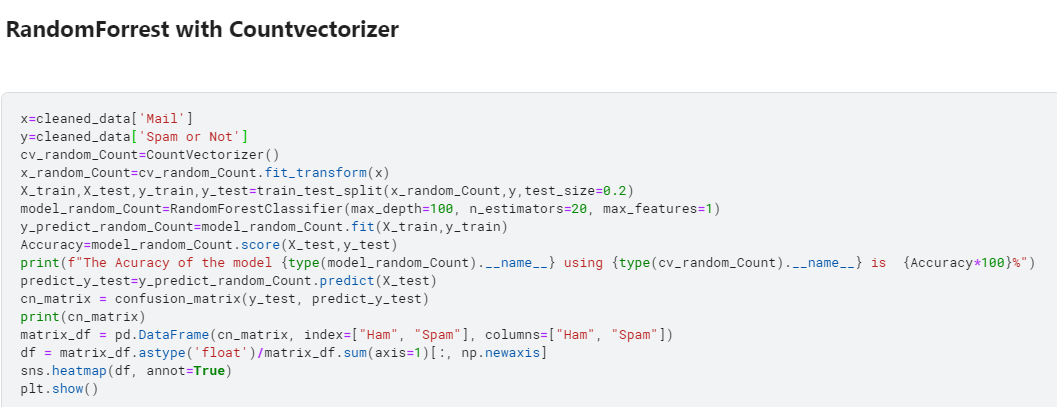 RandomForrest with Countvectorizer
x=cleaned_data['Mail']
y=cleaned_data['Spam or Not']
cv_random_Count=CountVectorizer()
x_random_Count=cv_random_Count.fit_transform(x)
X_train,X_test,y_train,y_test=train_test_split(x_random_Count,y,test_size=0.2)
model_random_Count=RandomForestClassifier(max_depth=100, n_estimators=20, max_features=1)
y_predict_random_Count=model_random_Count.fit(X_train,y_train)
Accuracy=model_random_Count.score(X_test,y_test)
print(f"The Acuracy of the model {type(model_random_Count).__name__} using {type(cv_random_Count).__name__} is  {Accuracy*100}%")
predict_y_test=y_predict_random_Count.predict(X_test)
cn_matrix = confusion_matrix(y_test, predict_y_test)
print(cn_matrix)
matrix_df = pd.DataFrame(cn_matrix, index=["Ham", "Spam"], columns=["Ham", "Spam"])
df = matrix_df.astype('float')/matrix_df.sum(axis=1)[:, np.newaxis]
sns.heatmap(df, annot=True)
plt.show()